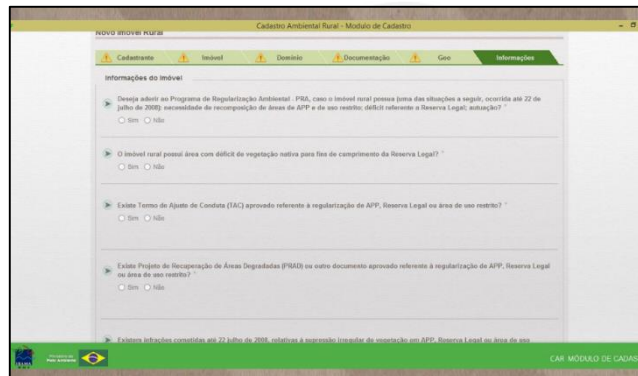 Cadastro Ambiental Rural - Modulo de Cadastro
Novo Imóvel Rural
Cadastrante
Imóvel
Domínio
Documentação
Geo
Informações
Informações do Imóvel
Deseja aderir ao Programa de Regularização Ambiental - PRA, caso o imóvel rural possua (uma das situações a seguir, ocorrida até 22 de
julho de 2008): necessidade de recomposição de áreas de APP e de uso restrito; déficit referente a Reserva Legal; autuação? *
Sim Não
O imóvel rural possui área com déficit de vegetação nativa para fins de cumprimento da Reserva Legal? *
Sim Não
Existe Termo de Ajuste de Conduta (TAC) aprovado referente à regularização de APP, Reserva Legal ou área de uso restrito? *
Sim Não
Existe Projeto de Recuperação de Áreas Degradadas (PRAD) ou outro documento aprovado referente à regularização de APP, Reserva Legal
ou área de uso restrito? *
Sim Não
Existem infrações cometidas até 22 julho de 2008, relativas à supressão irregular de vegetação em APP, Reserva Legal ou área de uso
IBAMA
CAR MÓDULO DE CADAS